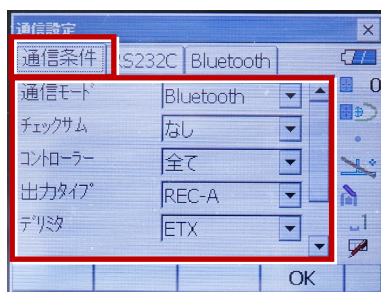 通信設定
通信条件 RS232C Bluetooth
通信ﾓｰﾄﾞ Bluetooth
ﾁｪｯｸｻﾑ なし
ｺﾝﾄﾛｰﾗｰ 全て
出力ﾀｲﾌﾟ REC-A
ﾃﾞﾘﾐﾀ ETX
0
1
OK